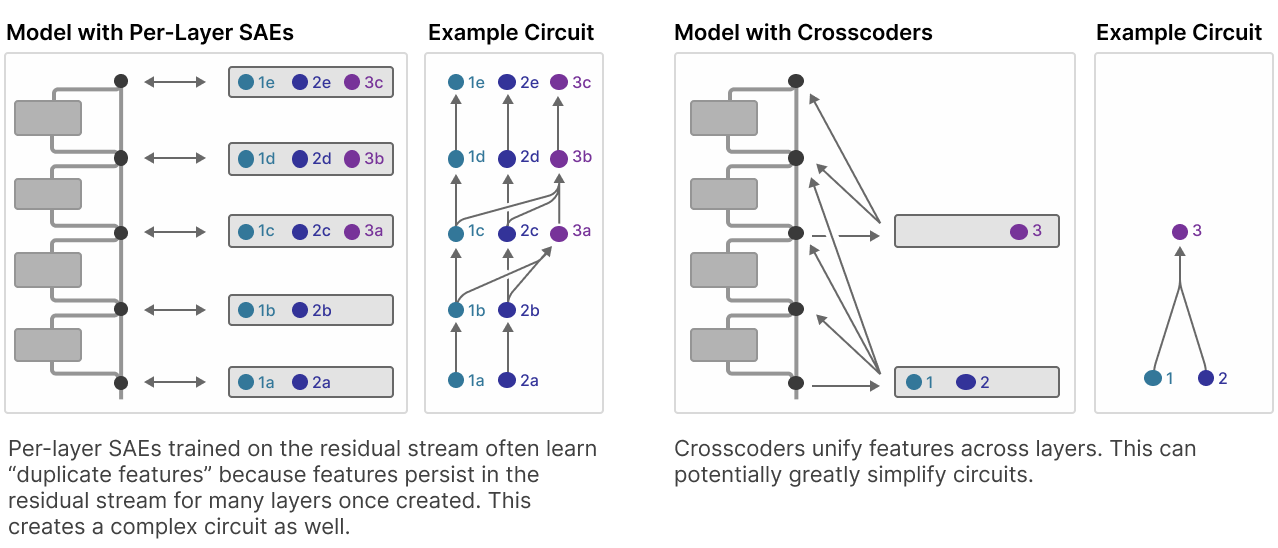 Model with Per-Layer SAEs
Example Circuit
1e 2e 3c
1d 2d 3b
1c 2c 3a
1b 2b
1a 2a
1e 2e 3c
1d 2d 3b
1c 2c 3a
1b 2b
1a 2a
Per-layer SAEs trained on the residual stream often learn
“duplicate features” because features persist in the
residual stream for many layers once created. This
creates a complex circuit as well.
Model with Crosscoders
Example Circuit
3
1 2
3
1 2
Crosscoders unify features across layers. This can
potentially greatly simplify circuits.